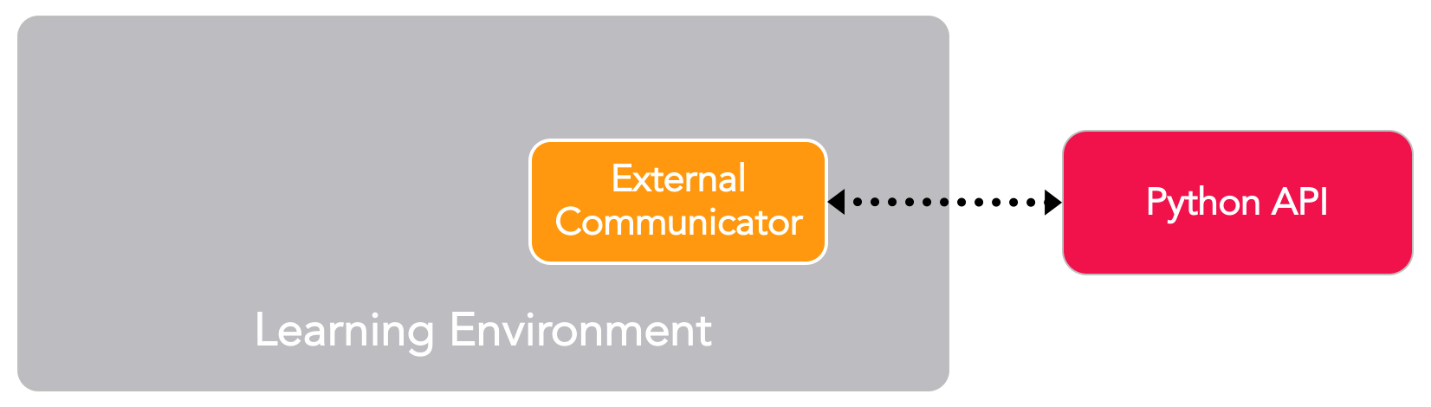 External
Communicator
Python API
Learning Environment